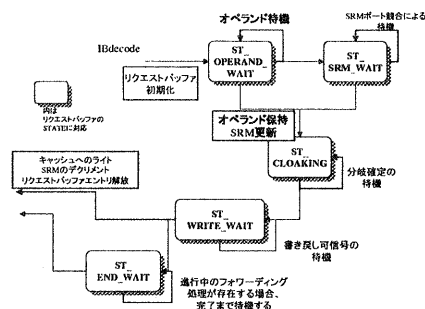 オペランド待機
SRMポート競合による
待機
IBdecode
ST_
OPERAND_
WAIT
ST_
SRM_WAIT
リクエストバッファ
初期化
内は
リクエストバッファの
STATEに対応
オペランド保持
SRM更新
ST_
CLOAKING
分岐確定の
待機
キャッシュへのライト
SRMのデクリメント
リクエストバッファエントリ解放
ST_
WRITE_WAIT
書き戻し可信号の
待機
ST_
END_WAIT
進行中のフォワーディング
処理が存在する場合、
完了まで待機する